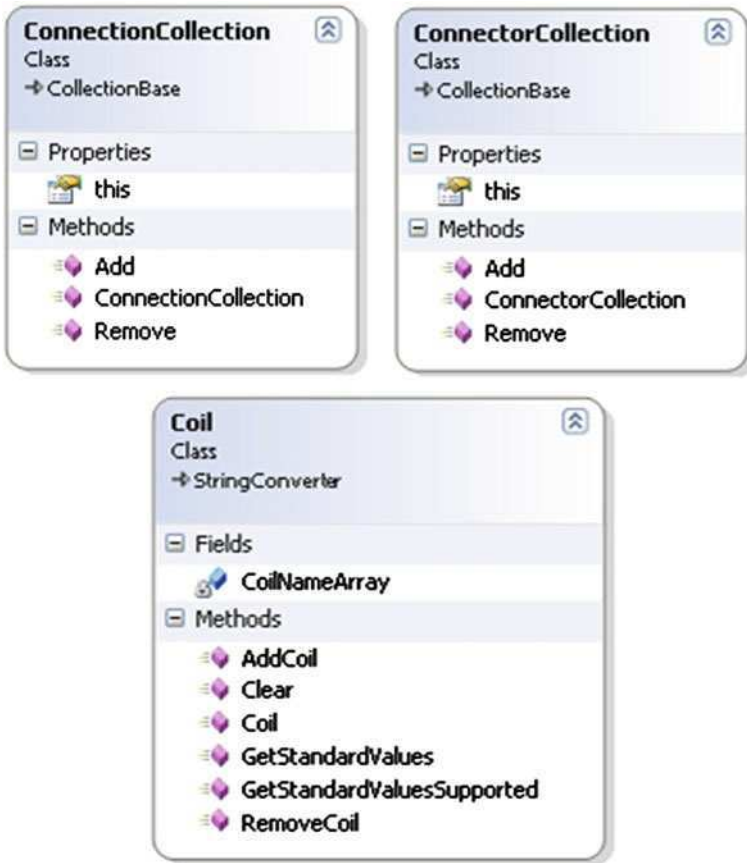 ConnectionCollection
Class
CollectionBase
Properties
this
Methods
Add
ConnectionCollection
Remove
ConnectorCollection
Class
CollectionBase
Properties
this
Methods
Add
ConnectorCollection
Remove
Coil
Class
StringConverter
Fields
CoilNameArray
Methods
AddCoil
Clear
Coil
GetStandardValues
GetStandardValuesSupported
RemoveCoil